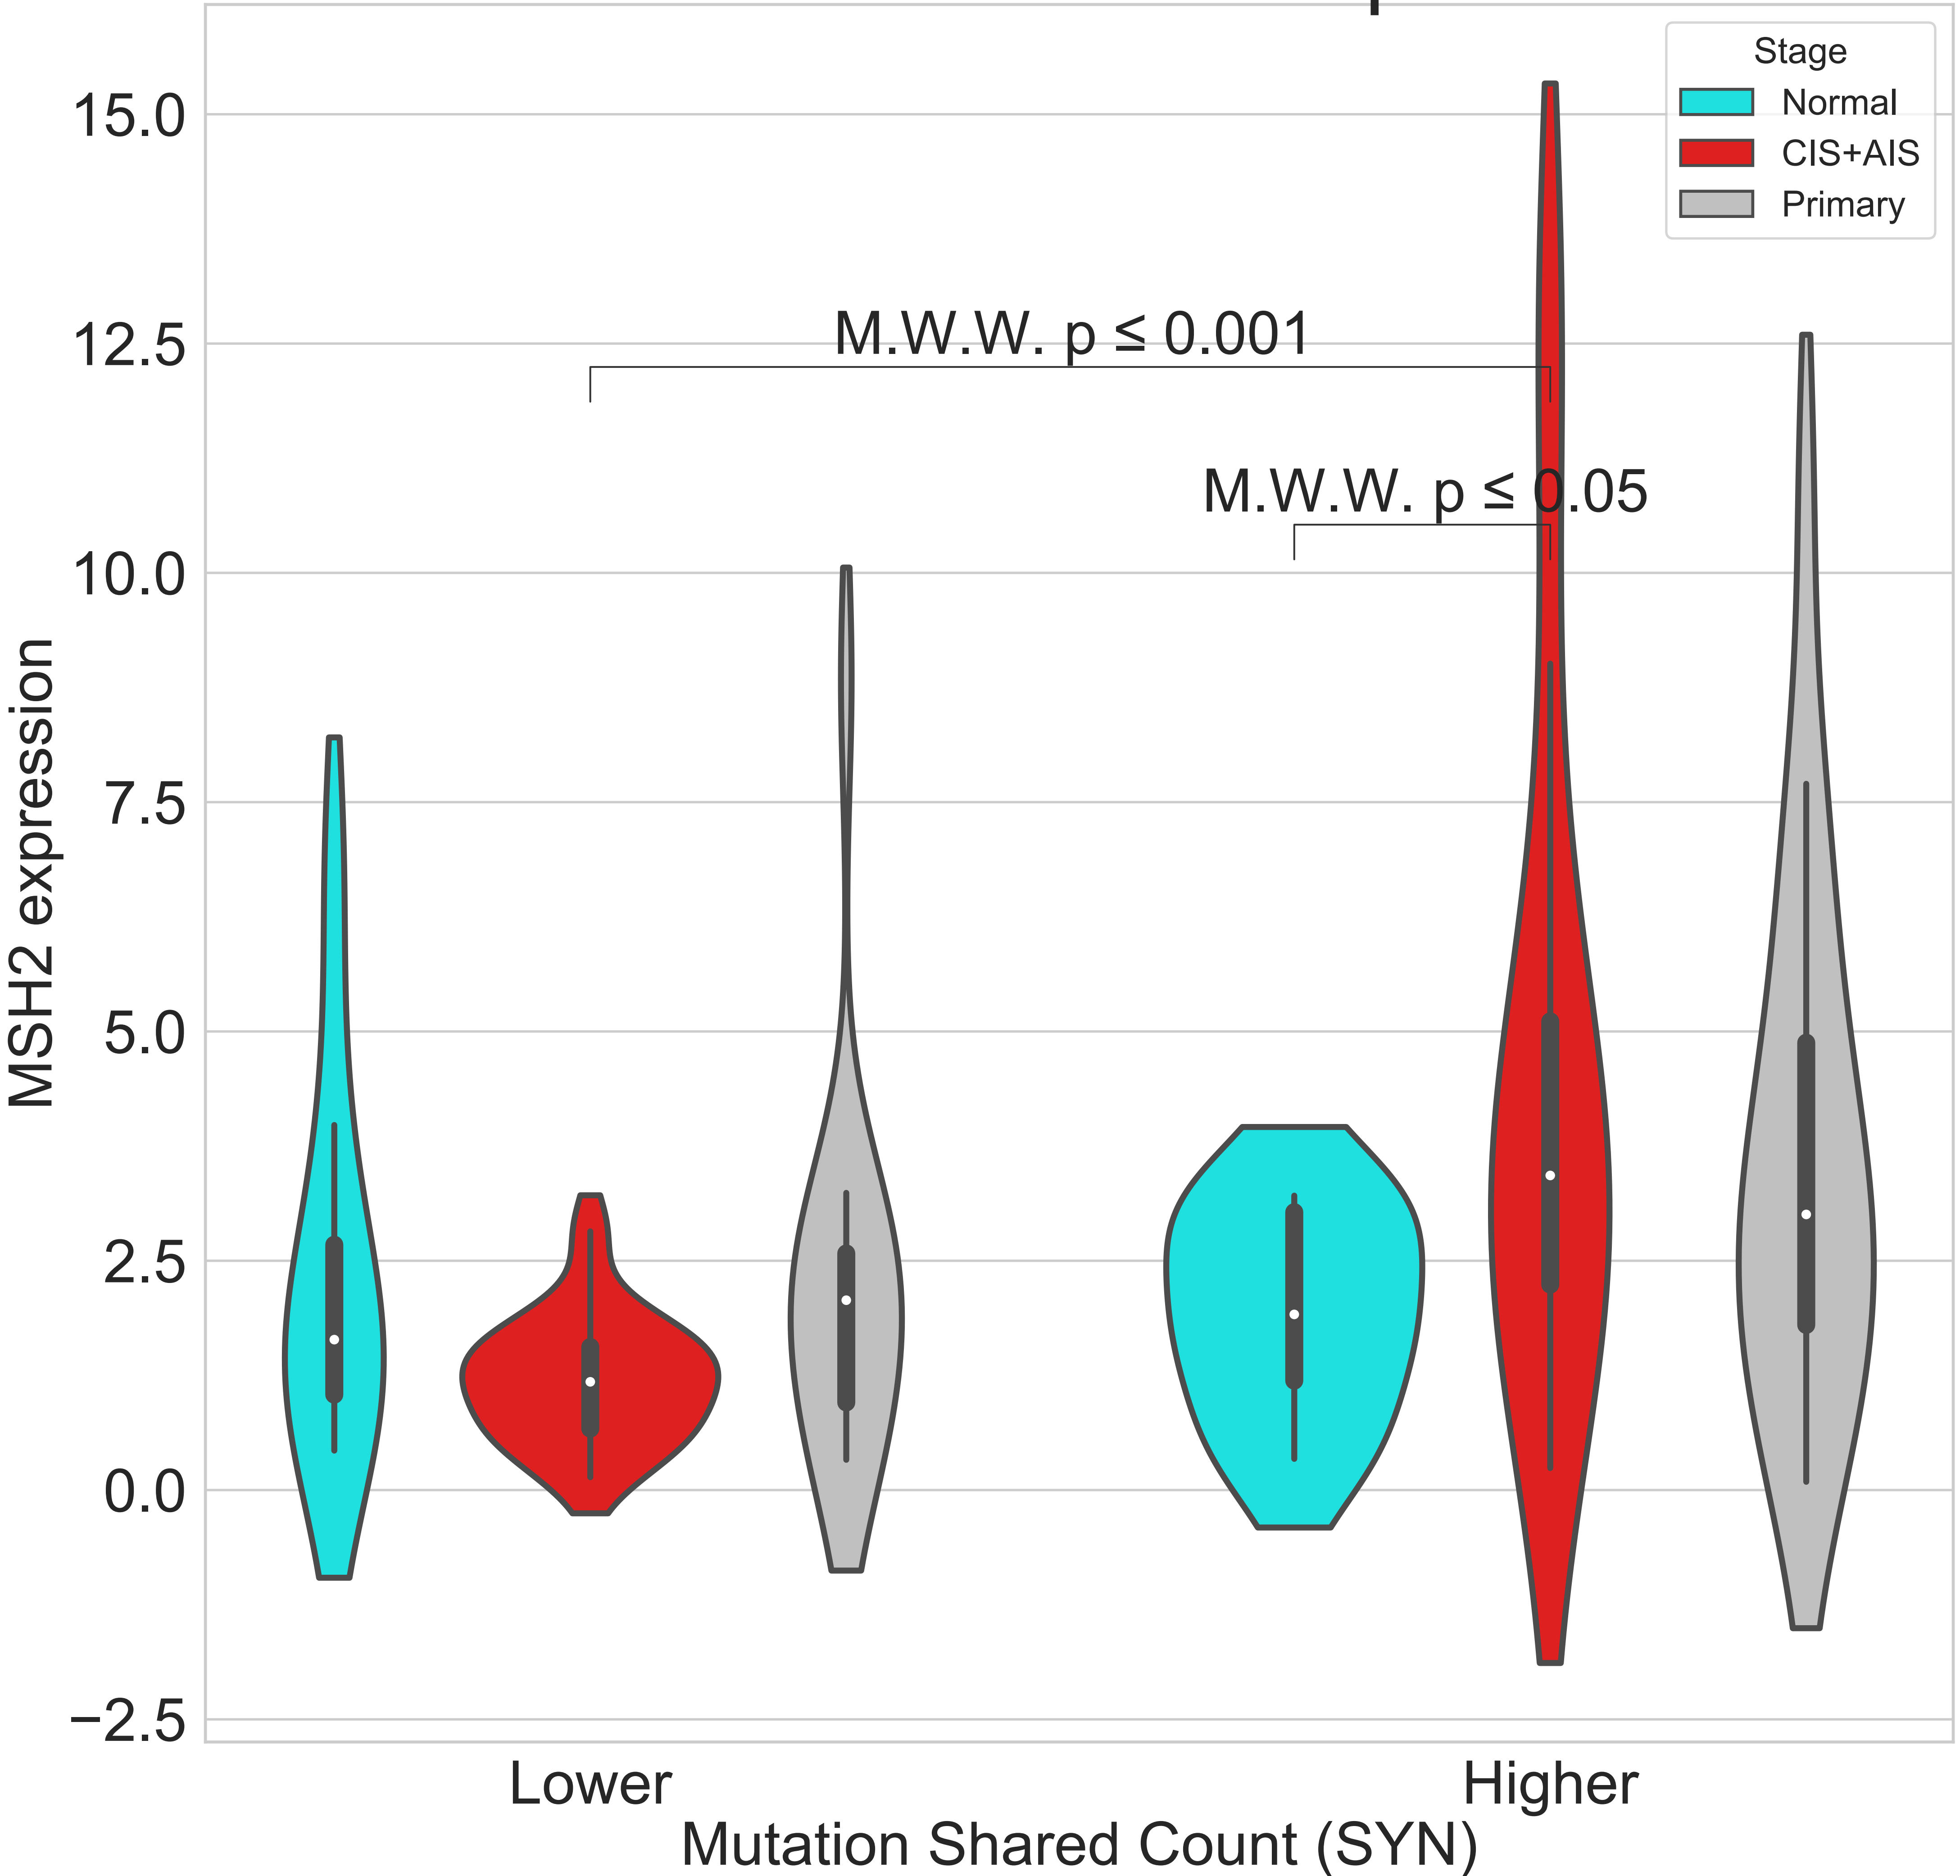 Stage
Normal
CIS+AIS
Primary
15.0
12.5
10.0
7.5
5.0
2.5
0.0
−2.5
MSH2 expression
M.W.W. p ≤ 0.001
M.W.W. p ≤ 0.05
Lower
Higher
Mutation Shared Count (SYN)